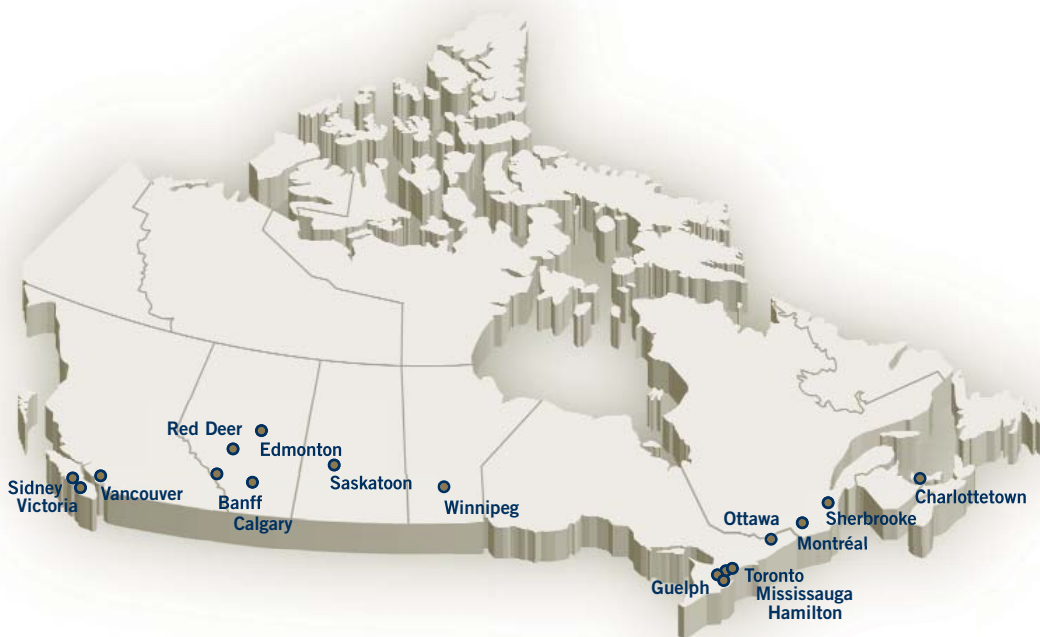 Red Deer
Edmonton
Sidney
Victoria
Vancouver
Banff
Calgary
Saskatoon
Winnipeg
Charlottetown
Ottawa
Sherbrooke
Montréal
Guelph
Toronto
Mississauga
Hamilton